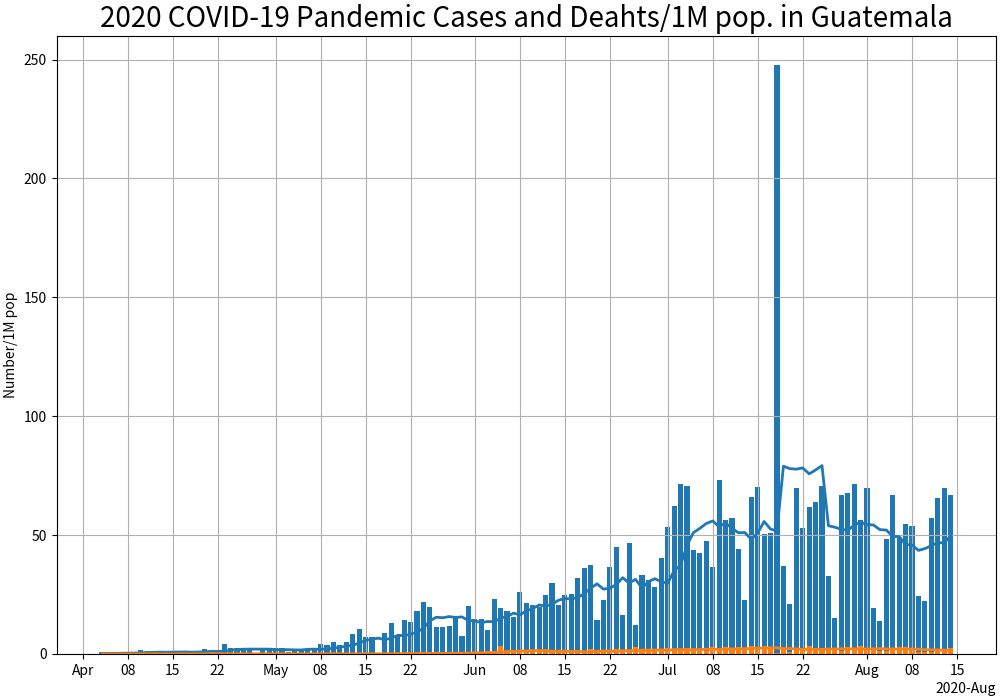 2020 COVID-19 Pandemic Cases and Deahts/1M pop. in Guatemala
Number/1M pop
250
200
150
100
50
0
Apr 08 15 22 May 08 15 22 Jun 08 15 22 Jul 08 15 22 Aug 08 15
2020-Aug